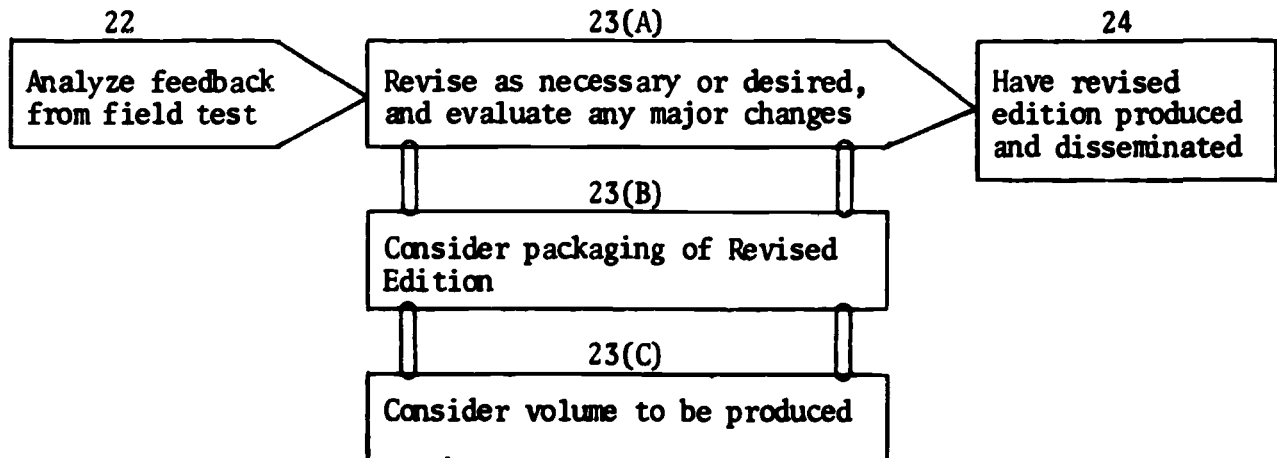 22
Analyze feedback
from field test
23(A)
Revise as necessary or desired,
and evaluate any major changes
24
Have revised
edition produced
and disseminated
23(B)
Consider packaging of Revised
Edition
23(C)
Consider volume to be produced